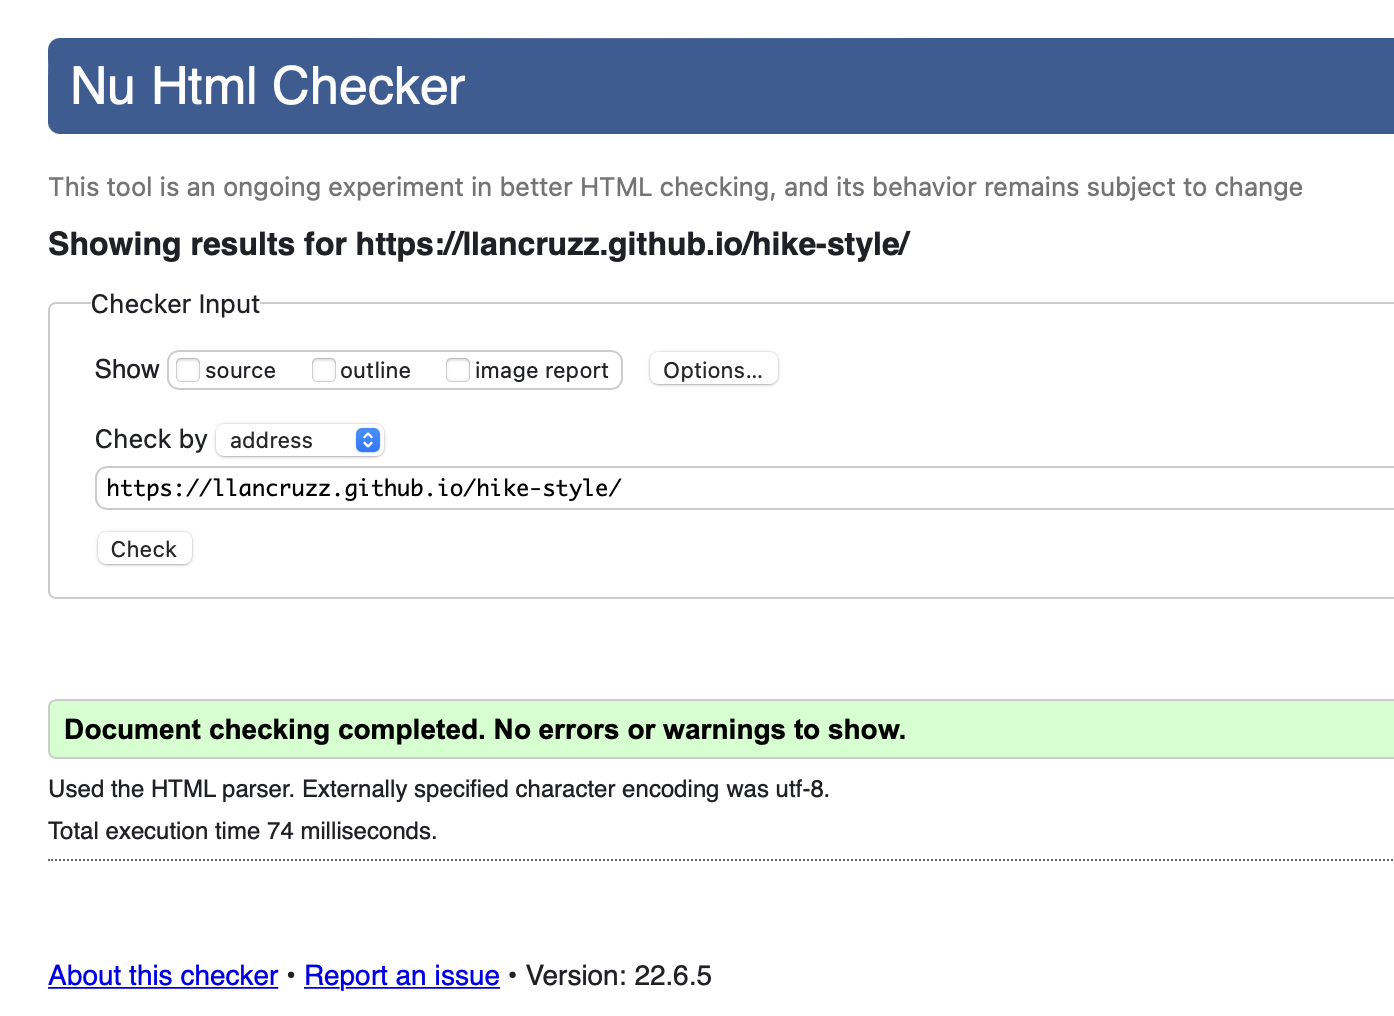 Nu Html Checker
This tool is an ongoing experiment in better HTML checking, and its behavior remains subject to change
Showing results for https://llancruzz.github.io/hike-style/
Checker Input
Show source outline image report Options...
Check by address
https://llancruzz.github.io/hike-style/
Check
Document checking completed. No errors or warnings to show.
Used the HTML parser. Externally specified character encoding was utf-8.
Total execution time 74 milliseconds.
About this checker • Report an issue • Version: 22.6.5